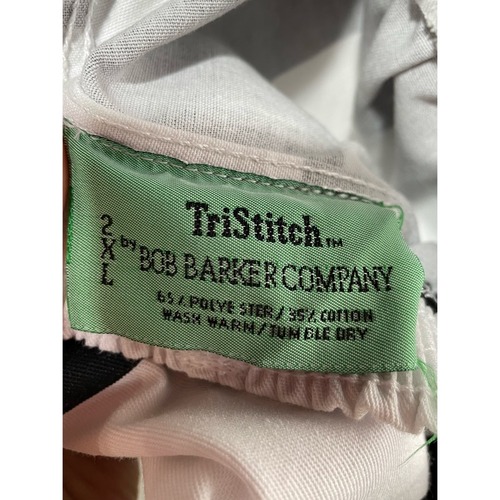 TriStitch™
2XL
by BOB BARKER COMPANY
65% POLYESTER/35% COTTON
WASH WARM/TUMBLE DRY